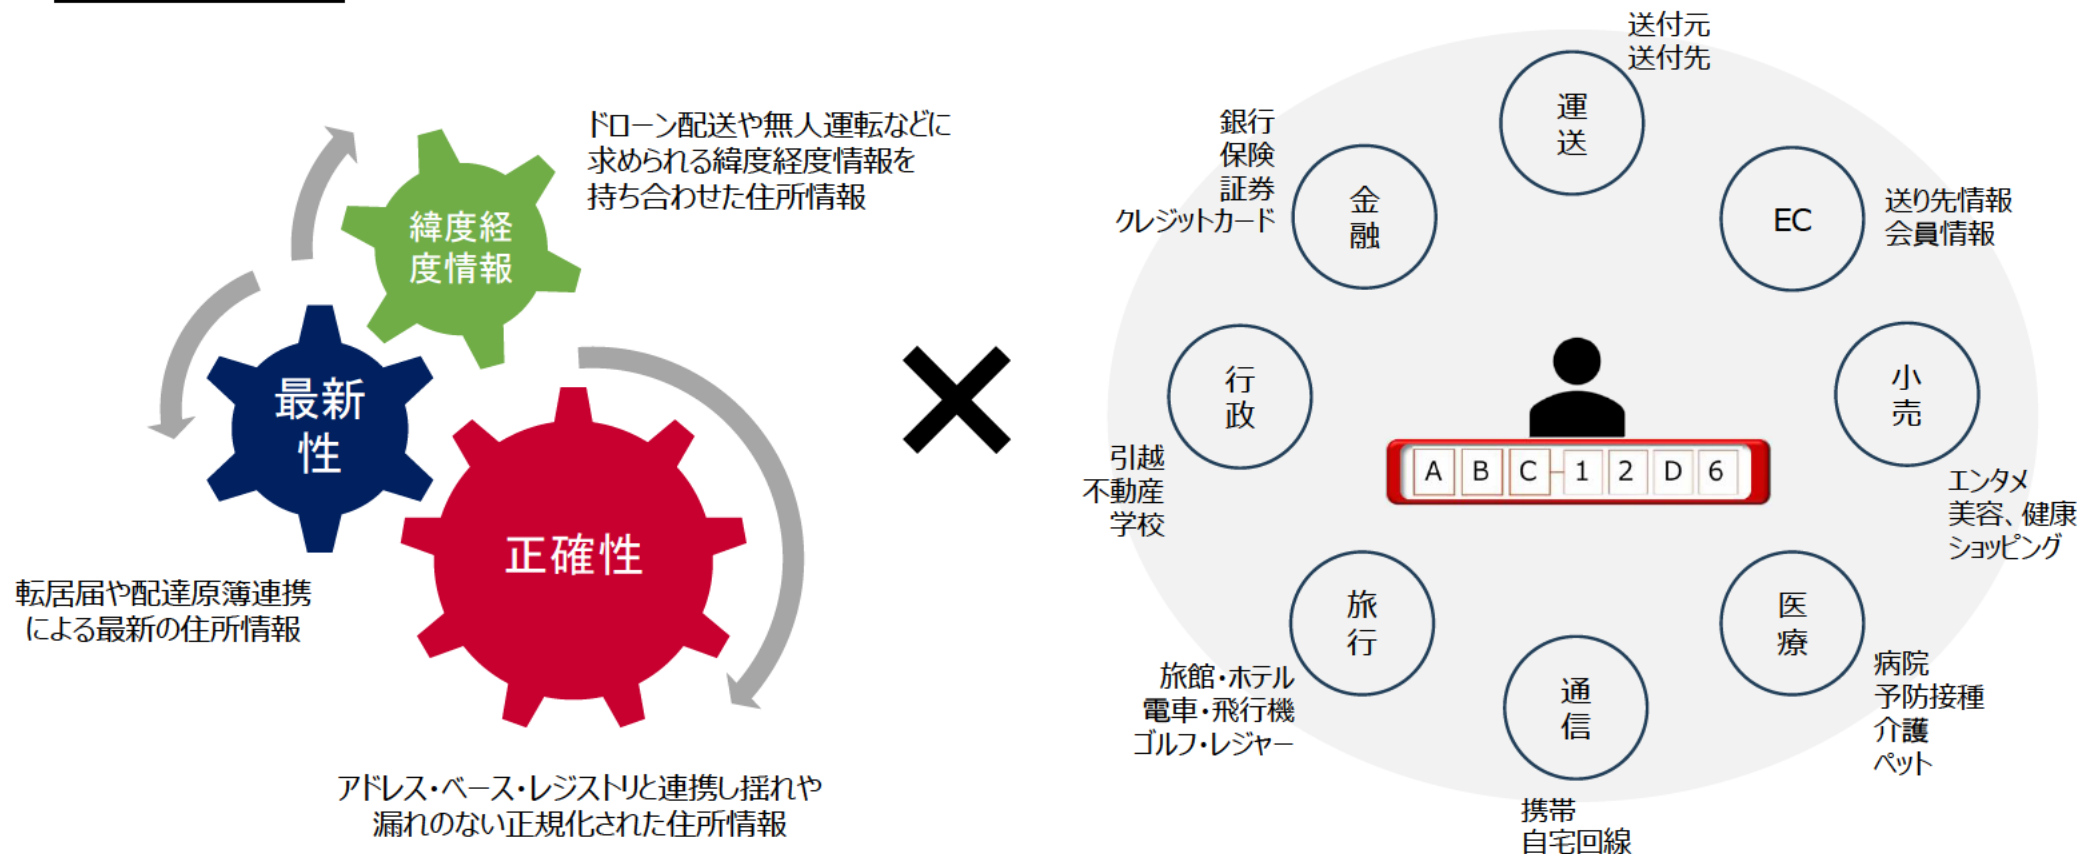 ドローン配送や無人運転などに
求められる緯度経度情報を
持ち合わせた住所情報
緯度経
度情報
最新
性
正確性
転居届や配達原簿連携
による最新の住所情報
アドレス・ベース・レジストリと連携し揺れや
漏れのない正規化された住所情報
送付元
送付先
運
送
銀行
保険
証券
クレジットカード
金
融
EC
送り先情報
会員情報
行
政
引越
不動産
学校
小
売
エンタメ
美容、健康
ショッピング
A B C - 1 2 D 6
旅
行
旅館・ホテル
電車・飛行機
ゴルフ・レジャー
医
療
病院
予防接種
介護
ペット
通
信
携帯
自宅回線